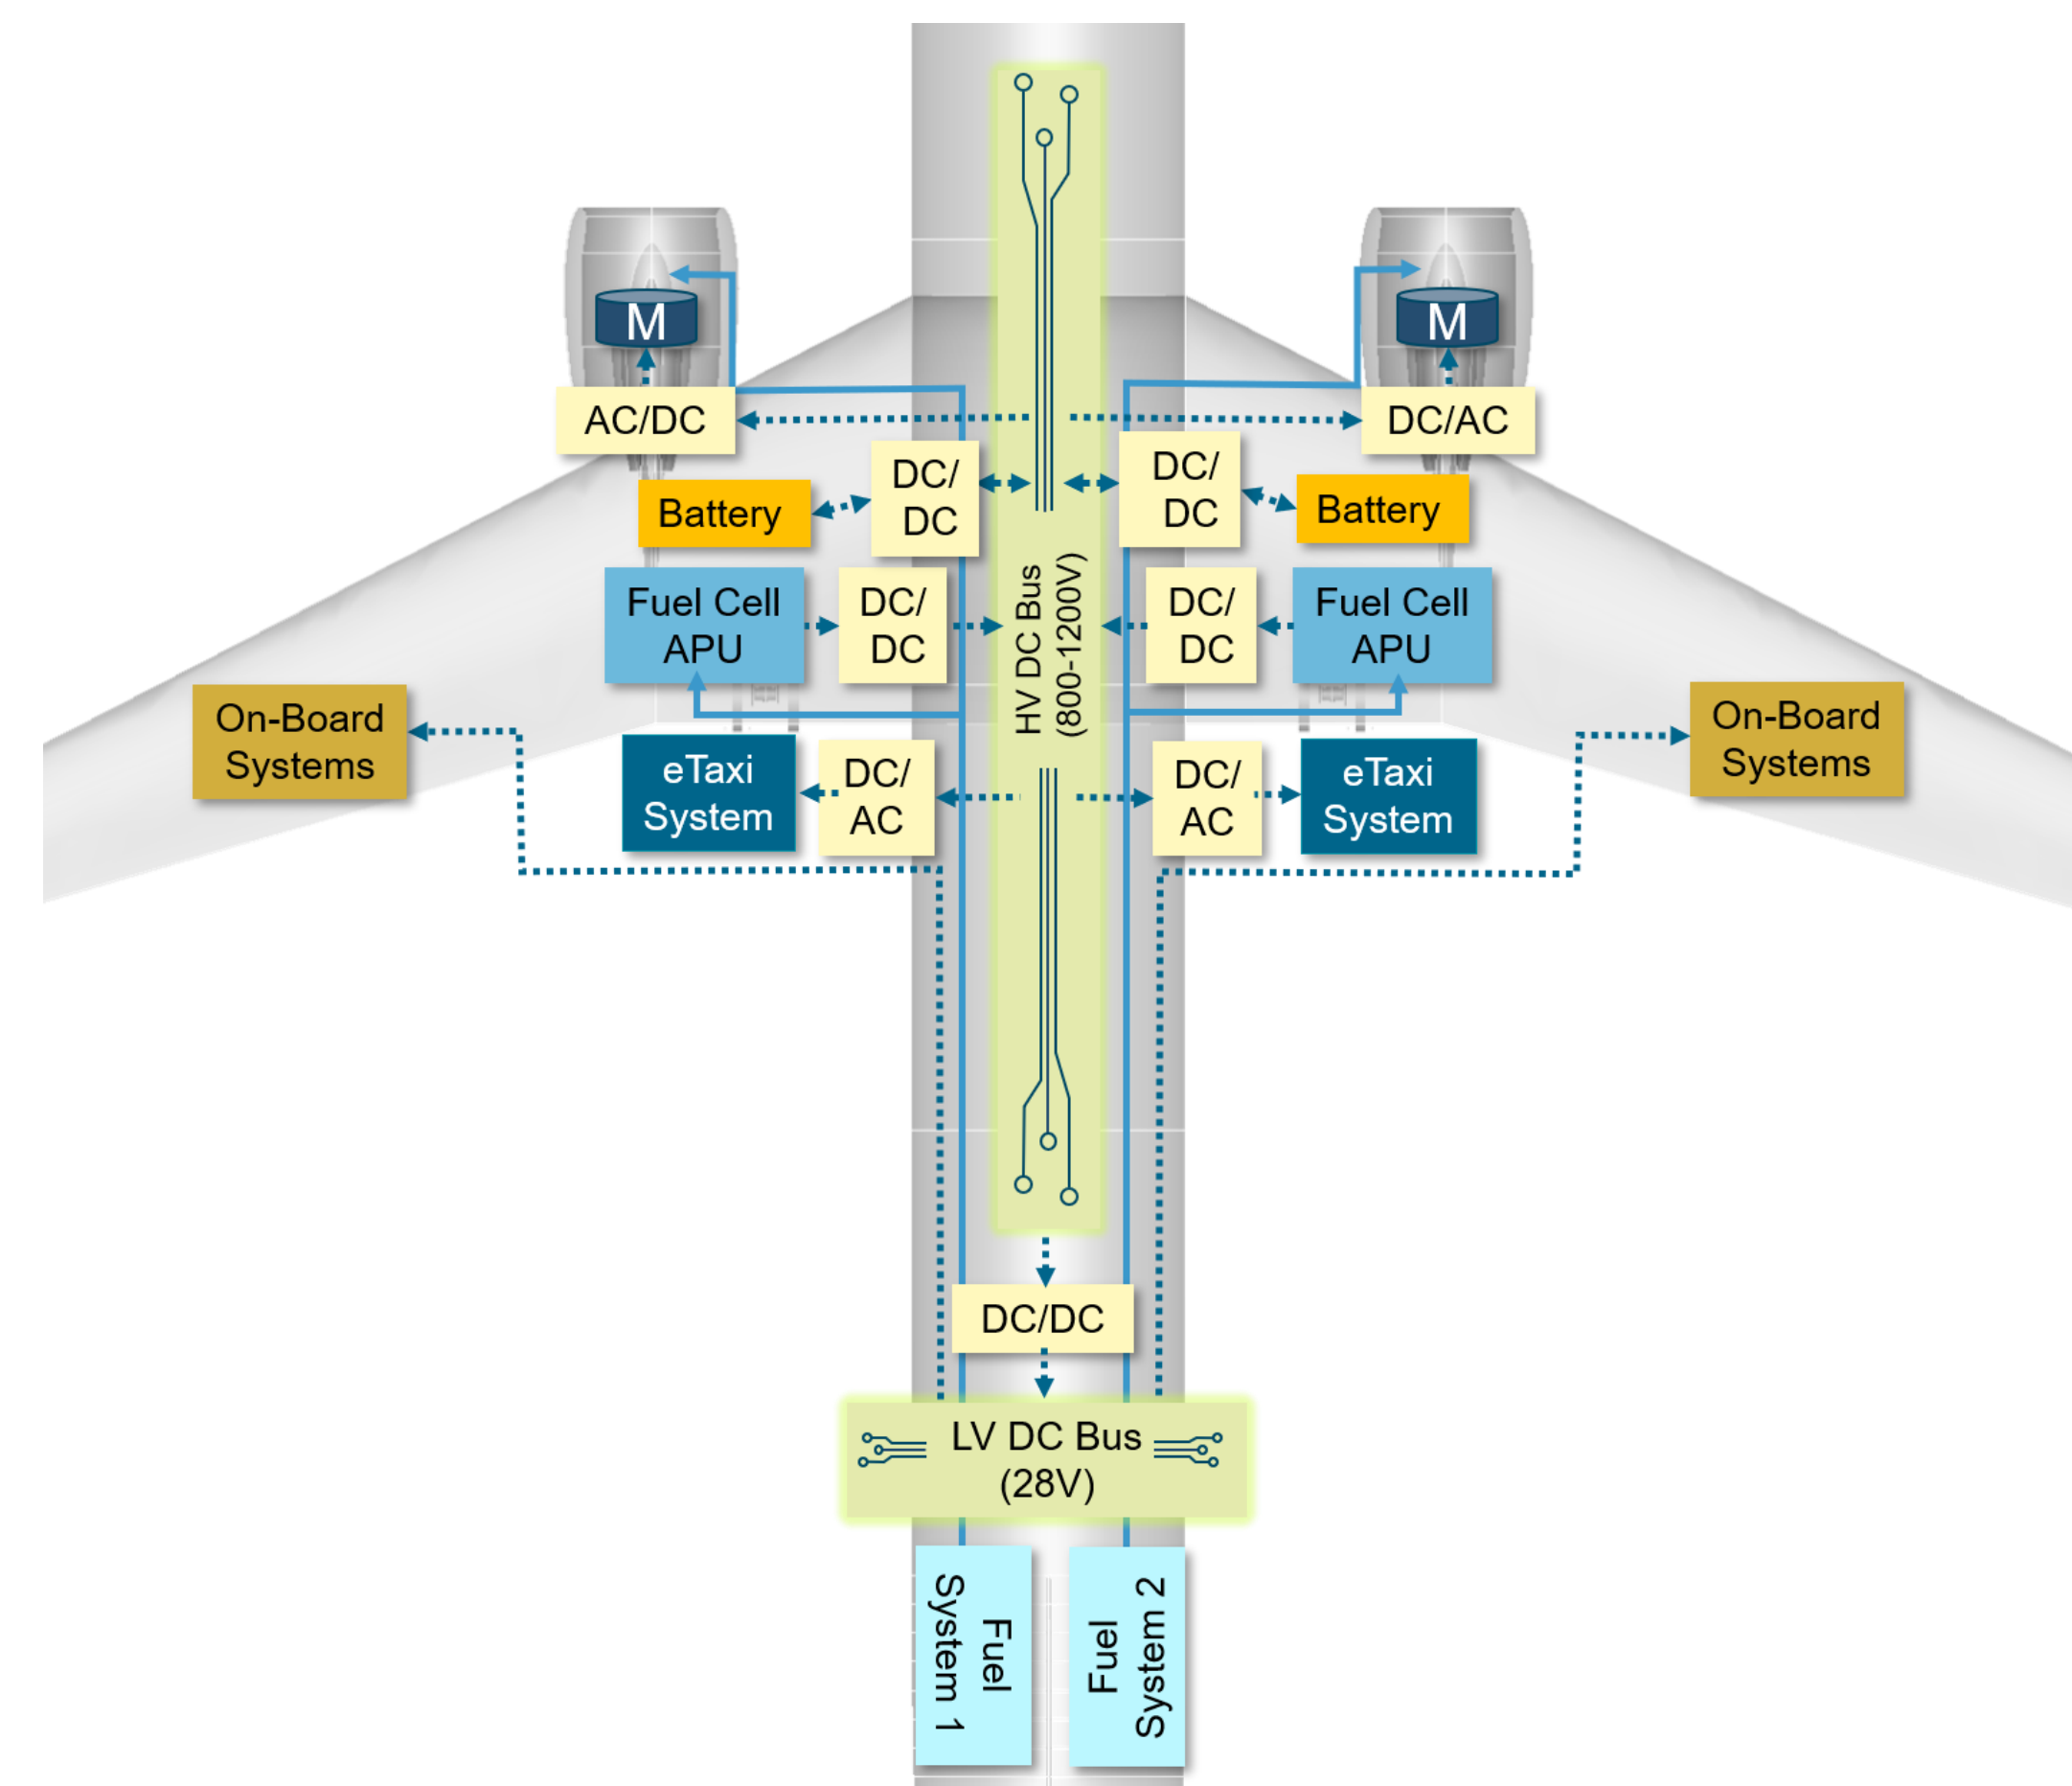 M
M
AC/DC
DC/AC
DC/
DC
DC/
DC
Battery
Battery
Fuel Cell
APU
DC/
DC
HV DC Bus
(800-1200V)
DC/
DC
Fuel Cell
APU
On-Board
Systems
On-Board
Systems
eTaxi
System
DC/
AC
DC/
AC
eTaxi
System
DC/DC
LV DC Bus
(28V)
Fuel
System 1
Fuel
System 2